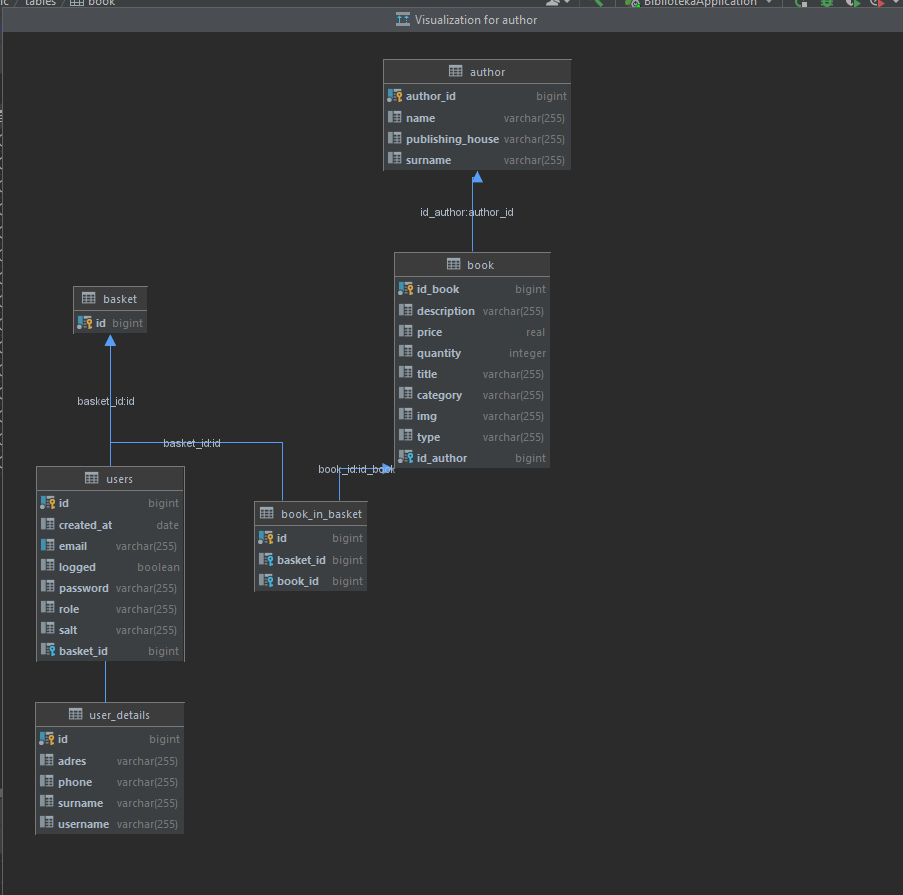 tables
book
BibliotekaApplication
Visualization for author
author
author_id bigint
name varchar(255)
publishing_house varchar(255)
surname varchar(255)
id_author:author_id
book
id_book bigint
description varchar(255)
price real
quantity integer
title varchar(255)
category varchar(255)
img varchar(255)
type varchar(255)
id_author bigint
basket
id bigint
basket_id:id
basket_id:id
book_id:id_book
users
id bigint
created_at date
email varchar(255)
logged boolean
password varchar(255)
role varchar(255)
salt varchar(255)
basket_id bigint
book_in_basket
id bigint
basket_id bigint
book_id bigint
user_details
id bigint
adres varchar(255)
phone varchar(255)
surname varchar(255)
username varchar(255)